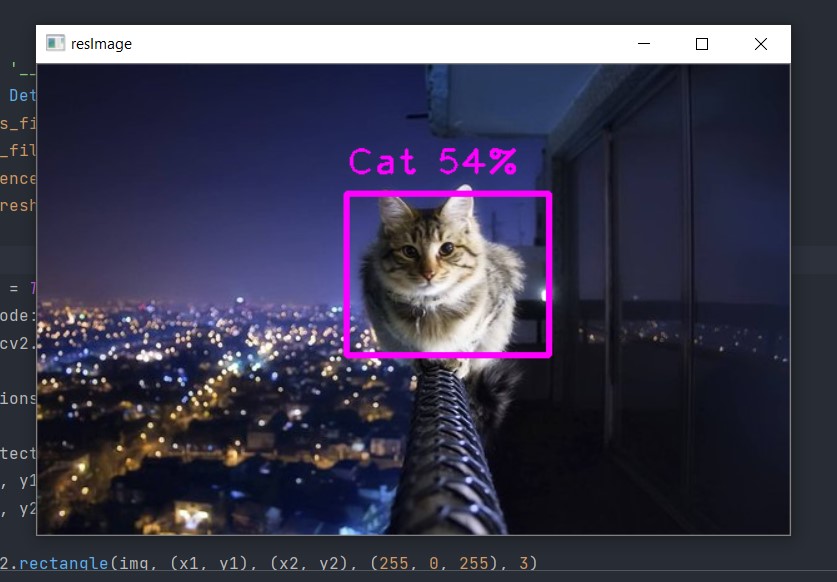 resImage
'__
Det
s_fi
_fil
ence
resh
Cat 54%
= T
ode:
cv2.
ions
tect
, y1
, y2
2.rectangle(img, (x1, y1), (x2, y2), (255, 0, 255), 3)